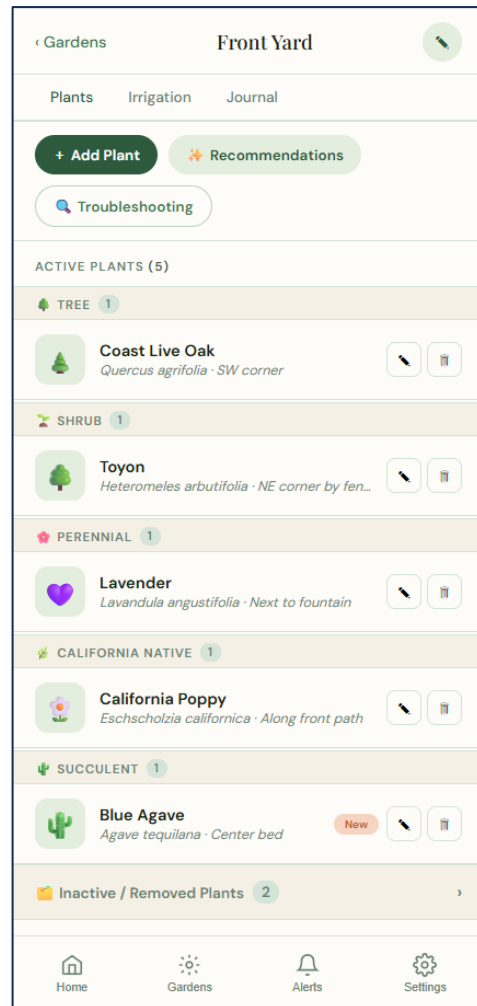 ‹ Gardens
Front Yard
Plants Irrigation Journal
+ Add Plant
Recommendations
Troubleshooting
ACTIVE PLANTS (5)
TREE 1
Coast Live Oak
Quercus agrifolia · SW corner
SHRUB 1
Toyon
Heteromeles arbutifolia · NE corner by fen...
PERENNIAL 1
Lavender
Lavandula angustifolia · Next to fountain
CALIFORNIA NATIVE 1
California Poppy
Eschscholzia californica · Along front path
SUCCULENT 1
Blue Agave
Agave tequilana · Center bed
New
Inactive / Removed Plants 2 ›
Home Gardens Alerts Settings